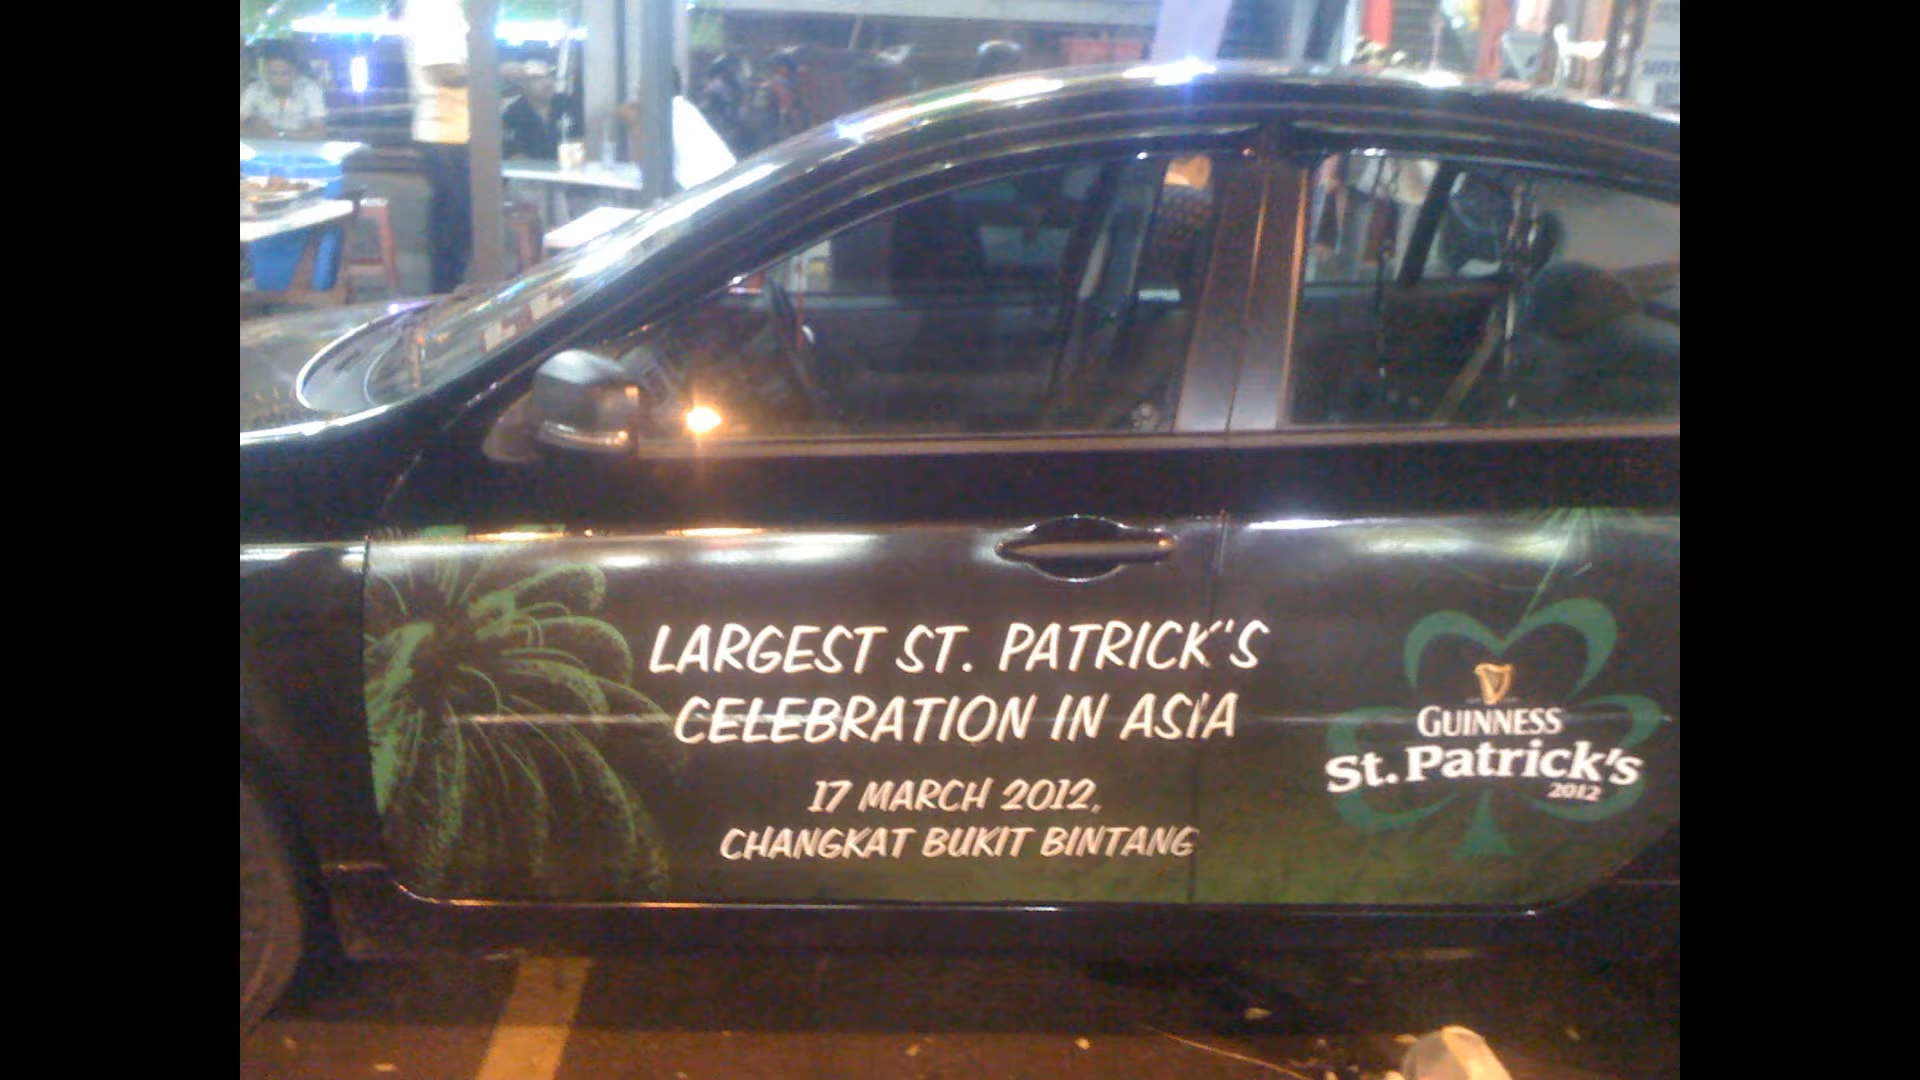 LARGEST ST. PATRICK'S
CELEBRATION IN ASIA
17 MARCH 2012,
CHANGKAT BUKIT BINTANG
GUINNESS
St. Patrick's
2012